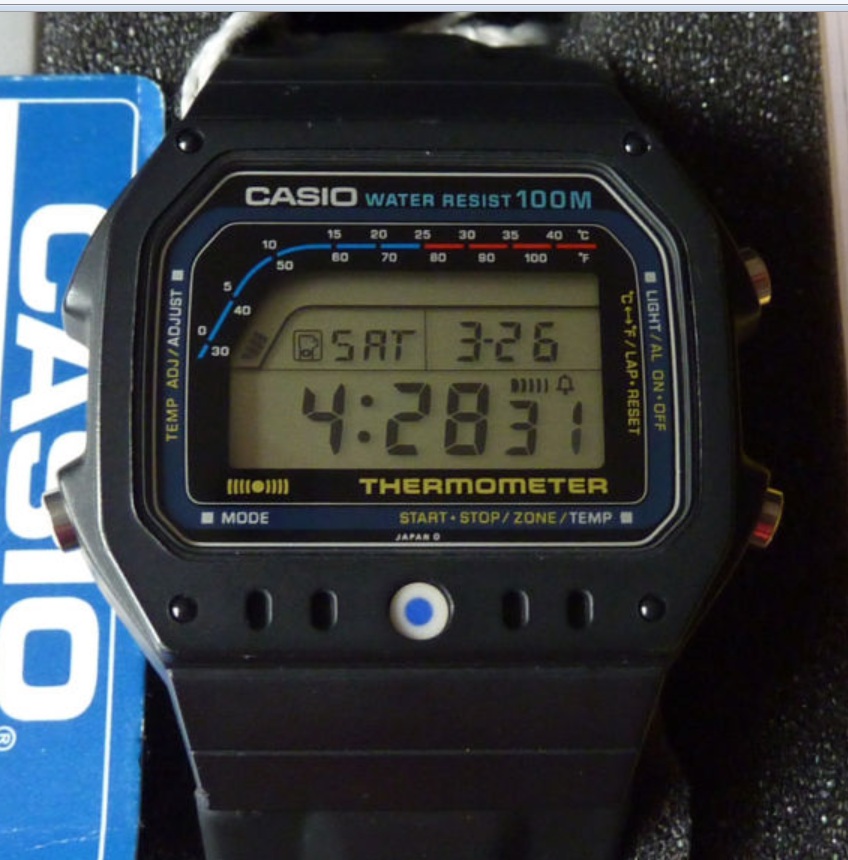 CASIO WATER RESIST 100M
10 15 20 25 30 35 40 °C
50 60 70 80 90 100 °F
5
40
0
30
SAT 3-26
4:28 31
TEMP ADJ/ADJUST
LIGHT/AL ON•OFF
°C↔°F/LAP•RESET
THERMOMETER
MODE
START•STOP/ZONE/TEMP
JAPAN O
CASIO®